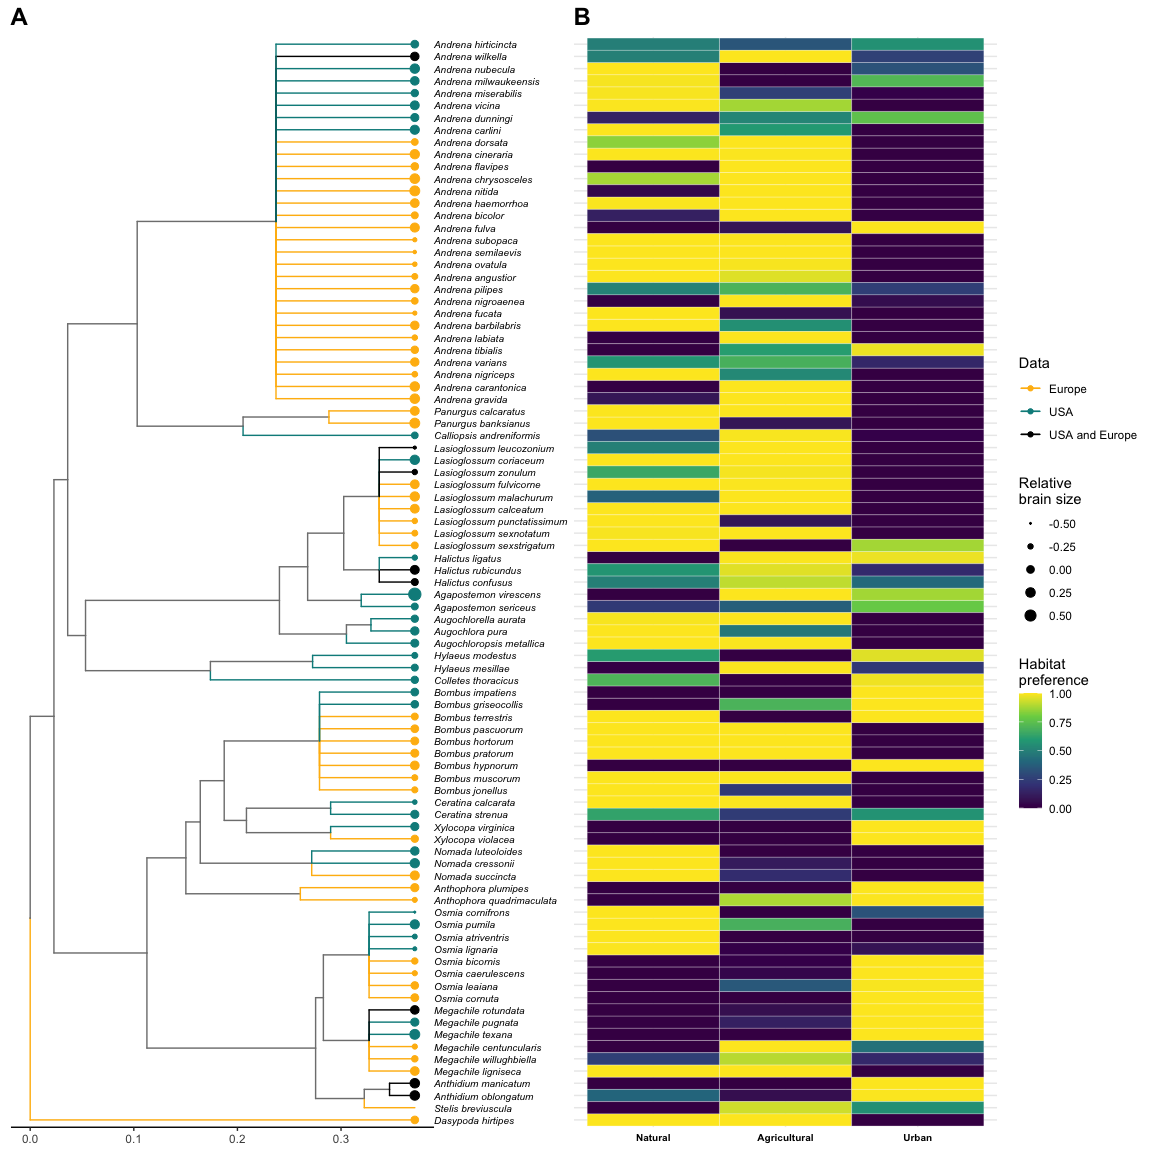 A
B
Andrena hirticincta
Andrena wilkella
Andrena nubecula
Andrena milwaukeensis
Andrena miserabilis
Andrena vicina
Andrena dunningi
Andrena carlini
Andrena dorsata
Andrena cineraria
Andrena flavipes
Andrena chrysosceles
Andrena nitida
Andrena haemorrhoa
Andrena bicolor
Andrena fulva
Andrena subopaca
Andrena semilaevis
Andrena ovatula
Andrena angustior
Andrena pilipes
Andrena nigroaenea
Andrena fucata
Andrena barbilabris
Andrena labiata
Andrena tibialis
Andrena varians
Andrena nigriceps
Andrena carantonica
Andrena gravida
Panurgus calcaratus
Panurgus banksianus
Calliopsis andreniformis
Lasioglossum leucozonium
Lasioglossum coriaceum
Lasioglossum zonulum
Lasioglossum fulvicorne
Lasioglossum malachurum
Lasioglossum calceatum
Lasioglossum punctatissimum
Lasioglossum sexnotatum
Lasioglossum sexstrigatum
Halictus ligatus
Halictus rubicundus
Halictus confusus
Agapostemon virescens
Agapostemon sericeus
Augochlorella aurata
Augochlora pura
Augochloropsis metallica
Hylaeus modestus
Hylaeus mesillae
Colletes thoracicus
Bombus impatiens
Bombus griseocollis
Bombus terrestris
Bombus pascuorum
Bombus hortorum
Bombus pratorum
Bombus hypnorum
Bombus muscorum
Bombus jonellus
Ceratina calcarata
Ceratina strenua
Xylocopa virginica
Xylocopa violacea
Nomada luteoloides
Nomada cressonii
Nomada succincta
Anthophora plumipes
Anthophora quadrimaculata
Osmia cornifrons
Osmia pumila
Osmia atriventris
Osmia lignaria
Osmia bicornis
Osmia caerulescens
Osmia leaiana
Osmia cornuta
Megachile rotundata
Megachile pugnata
Megachile texana
Megachile centuncularis
Megachile willughbiella
Megachile ligniseca
Anthidium manicatum
Anthidium oblongatum
Stelis breviuscula
Dasypoda hirtipes
0.0
0.1
0.2
0.3
Natural
Agricultural
Urban
Data
Europe
USA
USA and Europe
Relative
brain size
-0.50
-0.25
0.00
0.25
0.50
Habitat
preference
1.00
0.75
0.50
0.25
0.00